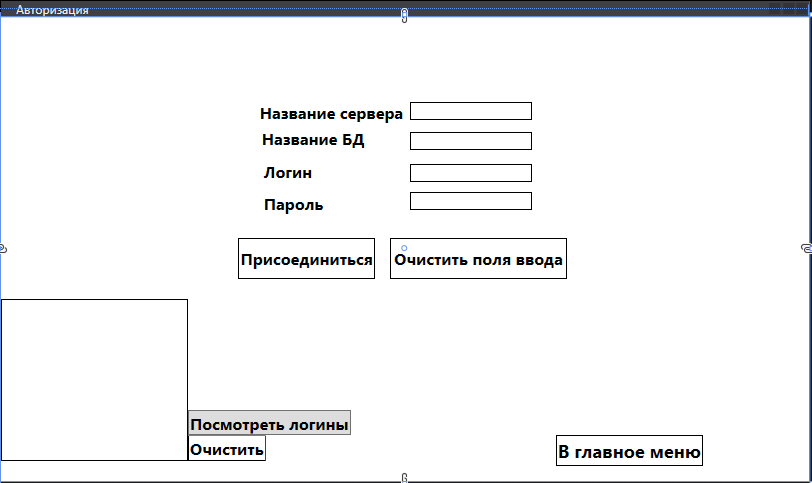 Авторизация
Название сервера
Название БД
Логин
Пароль
Присоединиться Очистить поля ввода
Посмотреть логины
Очистить
В главное меню